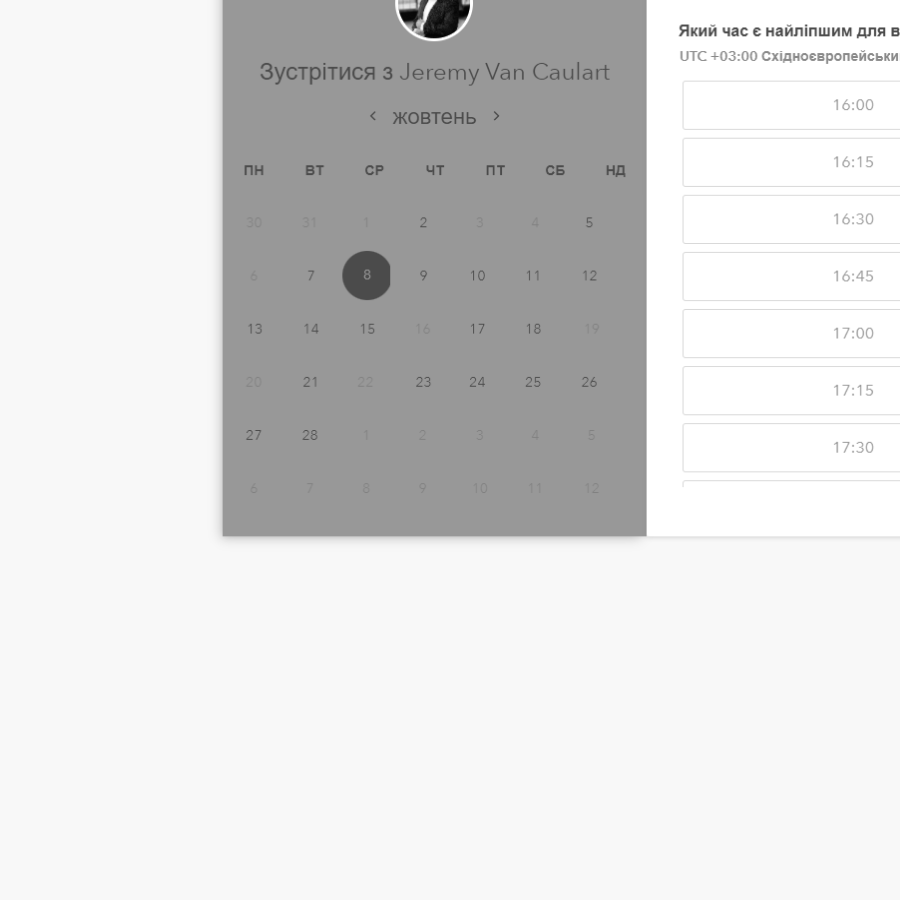 Зустрітися з Jeremy Van Caulart
‹ жовтень ›
ПН ВТ СР ЧТ ПТ СБ НД
30 31 1 2 3 4 5
6 7 8 9 10 11 12
13 14 15 16 17 18 19
20 21 22 23 24 25 26
27 28 1 2 3 4 5
6 7 8 9 10 11 12
Який час є найліпшим для в
UTC +03:00 Східноєвропейськи
16:00
16:15
16:30
16:45
17:00
17:15
17:30